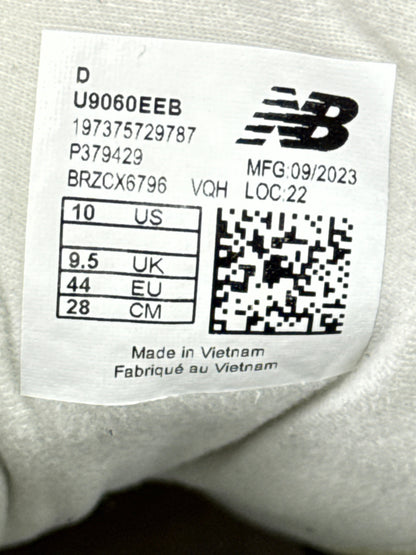 D
U9060EEB
197375729787
P379429
BRZCX6796 VQH
NB
MFG:09/2023
LOC:22
10 US
9.5 UK
44 EU
28 CM
Made in Vietnam
Fabriqué au Vietnam